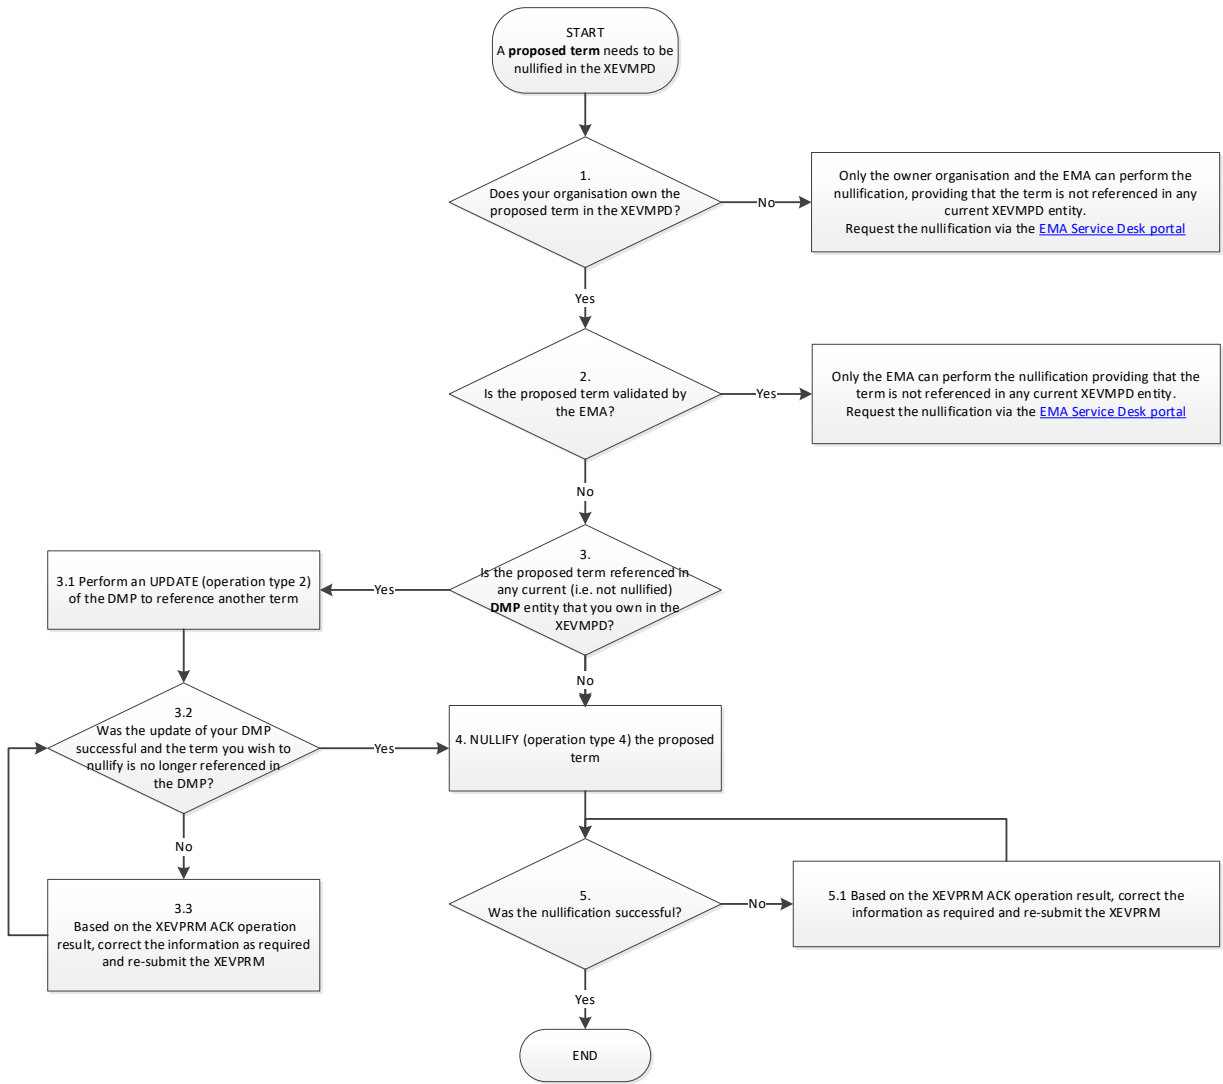 START
A proposed term needs to be
nullified in the XEVMPD
1.
Does your organisation own the
proposed term in the XEVMPD?
No
Only the owner organisation and the EMA can perform the
nullification, providing that the term is not referenced in any
current XEVMPD entity.
Request the nullification via the EMA Service Desk portal
Yes
2.
Is the proposed term validated by
the EMA?
Yes
Only the EMA can perform the nullification providing that the
term is not referenced in any current XEVMPD entity.
Request the nullification via the EMA Service Desk portal
No
3.
Is the proposed term referenced in
any current (i.e. not nullified)
DMP entity that you own in the
XEVMPD?
Yes
3.1 Perform an UPDATE (operation type 2)
of the DMP to reference another term
No
3.2
Was the update of your DMP
successful and the term you wish to
nullify is no longer referenced in
the DMP?
Yes
4. NULLIFY (operation type 4) the proposed
term
No
3.3
Based on the XEVPRM ACK operation
result, correct the information as required
and re-submit the XEVPRM
5.
Was the nullification successful?
No
5.1 Based on the XEVPRM ACK operation result, correct the
information as required and re-submit the XEVPRM
Yes
END